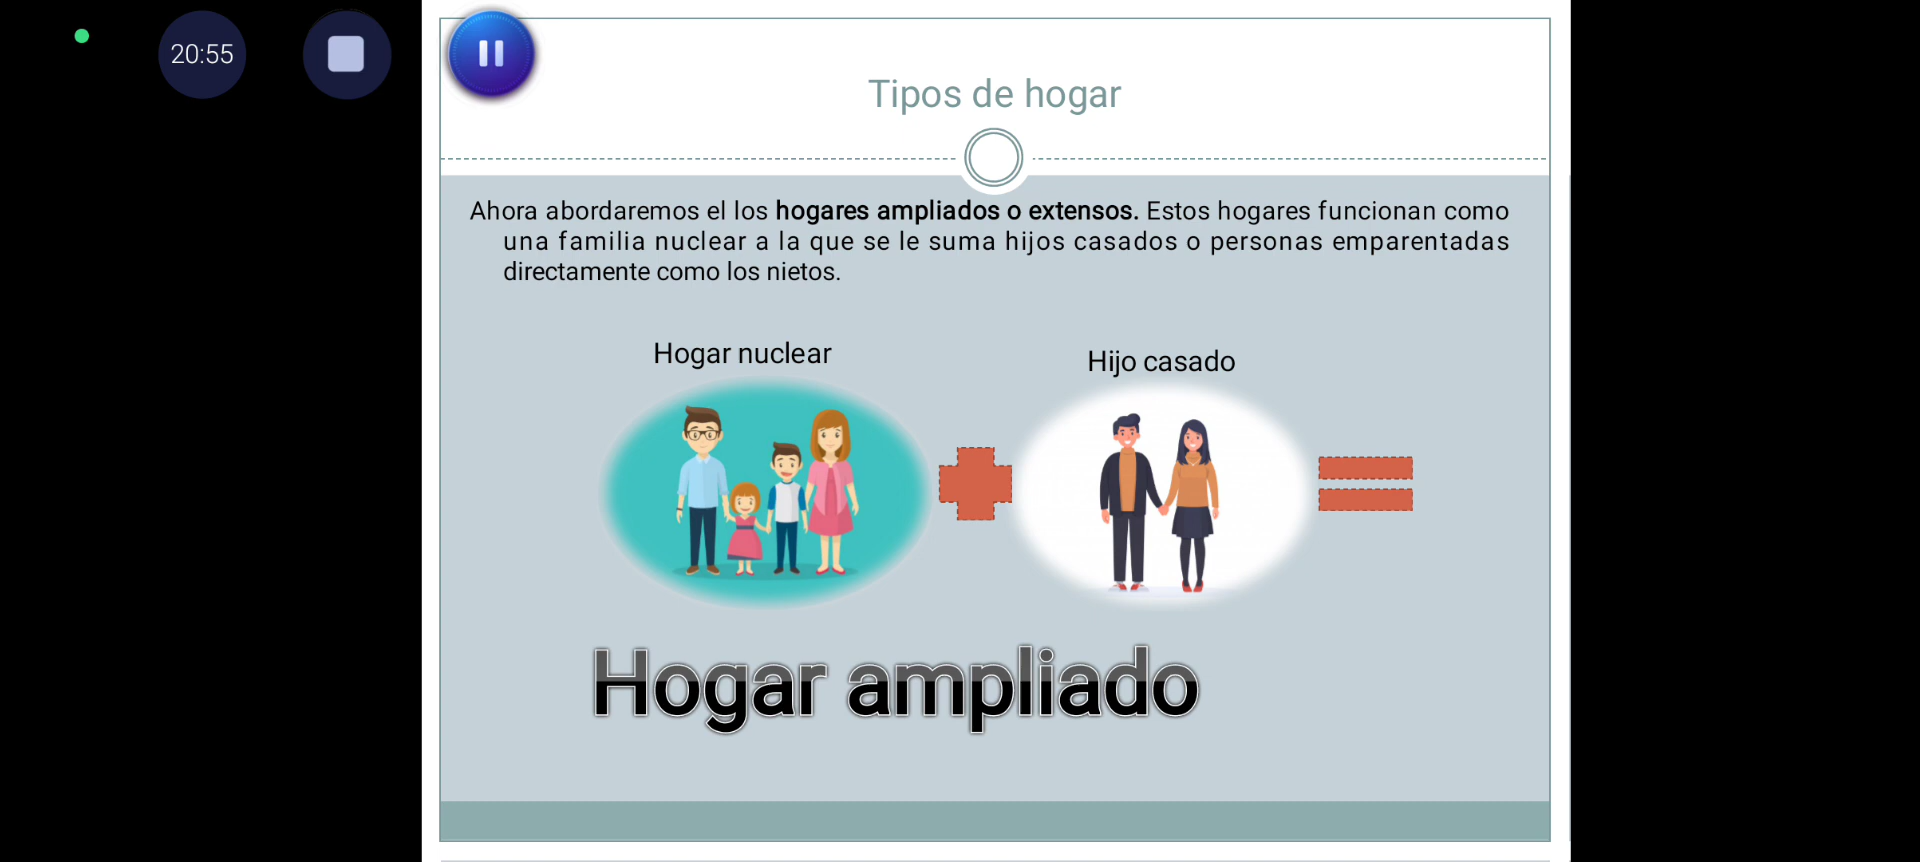 20:55
Tipos de hogar
Ahora abordaremos el los hogares ampliados o extensos. Estos hogares funcionan como
una familia nuclear a la que se le suma hijos casados o personas emparentadas
directamente como los nietos.
Hogar nuclear
Hijo casado
Hogar ampliado